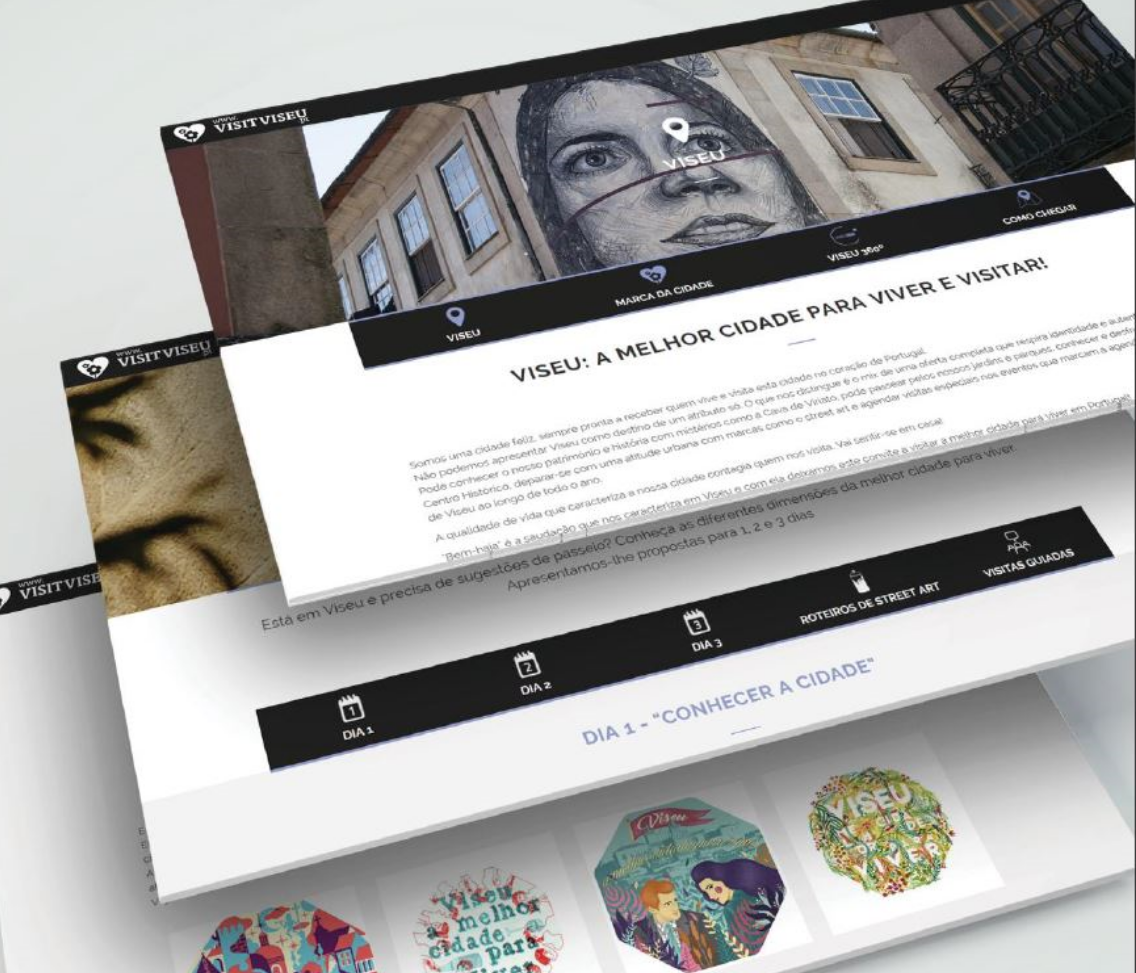 www.
VISITVISEU
pt
VISEU
VISEU
MARCA DA CIDADE
VISEU 360º
COMO CHEGAR
VISEU: A MELHOR CIDADE PARA VIVER E VISITAR!
Somos uma cidade feliz, sempre pronta a receber quem vive e visita esta cidade no coração de Portugal.
Não podemos apresentar Viseu como destino de um atributo só. O que nos distingue é o mix de uma oferta completa que respira identidade e
Pode conhecer o nosso património e história com mistérios como a Cava de Viriato, pode passear pelos nossos jardins e parques, conhecer e
Centro Histórico, deparar-se com uma atitude urbana com marcas como o street art e agendar visitas especiais nos eventos que marcam a
de Viseu ao longo de todo o ano.
A qualidade de vida que caracteriza a nossa cidade contagia quem nos visita. Vai sentir-se em casa!
"Bem-haja" é a saudação que nos caracteriza em Viseu e com ela deixamos este convite a visitar a melhor cidade para viver em Portugal.
www.
VISITVISEU
pt
Está em Viseu e precisa de sugestões de passeio? Conheça as diferentes dimensões da melhor cidade para viver.
Apresentamos-lhe propostas para 1, 2 e 3 dias
1
DIA 1
2
DIA 2
3
DIA 3
ROTEIROS DE STREET ART
VISITAS GUIADAS
DIA 1 - "CONHECER A CIDADE"
www.
Viseu
a melhor
cidade
para
viver
Viseu
VISEU
VIVER